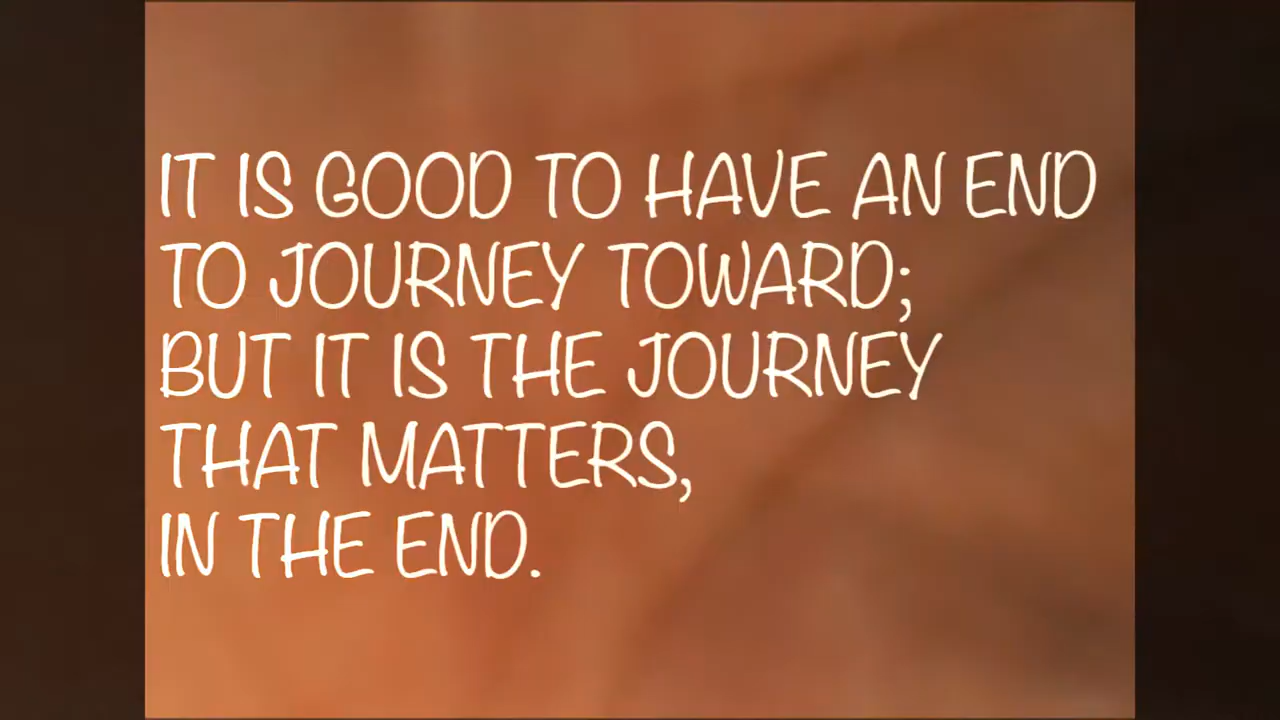 IT IS GOOD TO HAVE AN END
TO JOURNEY TOWARD;
BUT IT IS THE JOURNEY
THAT MATTERS,
IN THE END.